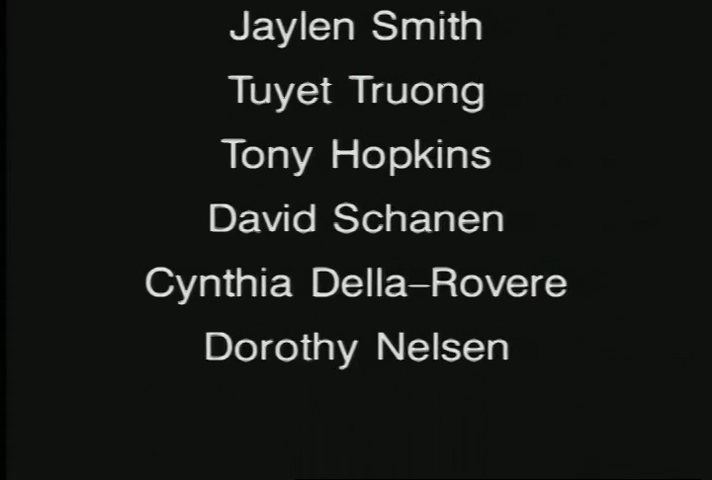 Jaylen Smith
Tuyet Truong
Tony Hopkins
David Schanen
Cynthia Della–Rovere
Dorothy Nelsen